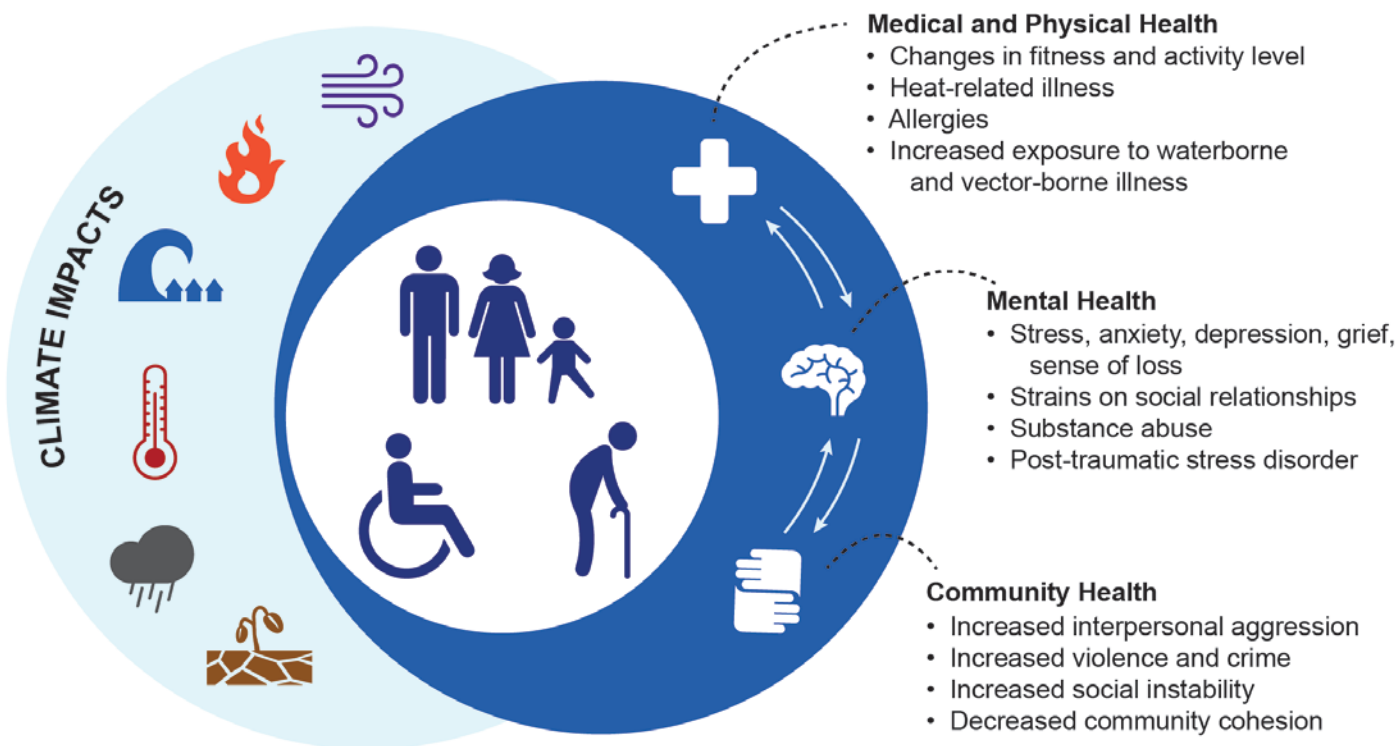 CLIMATE IMPACTS
Medical and Physical Health
• Changes in fitness and activity level
• Heat-related illness
• Allergies
• Increased exposure to waterborne
and vector-borne illness
Mental Health
• Stress, anxiety, depression, grief,
sense of loss
• Strains on social relationships
• Substance abuse
• Post-traumatic stress disorder
Community Health
• Increased interpersonal aggression
• Increased violence and crime
• Increased social instability
• Decreased community cohesion